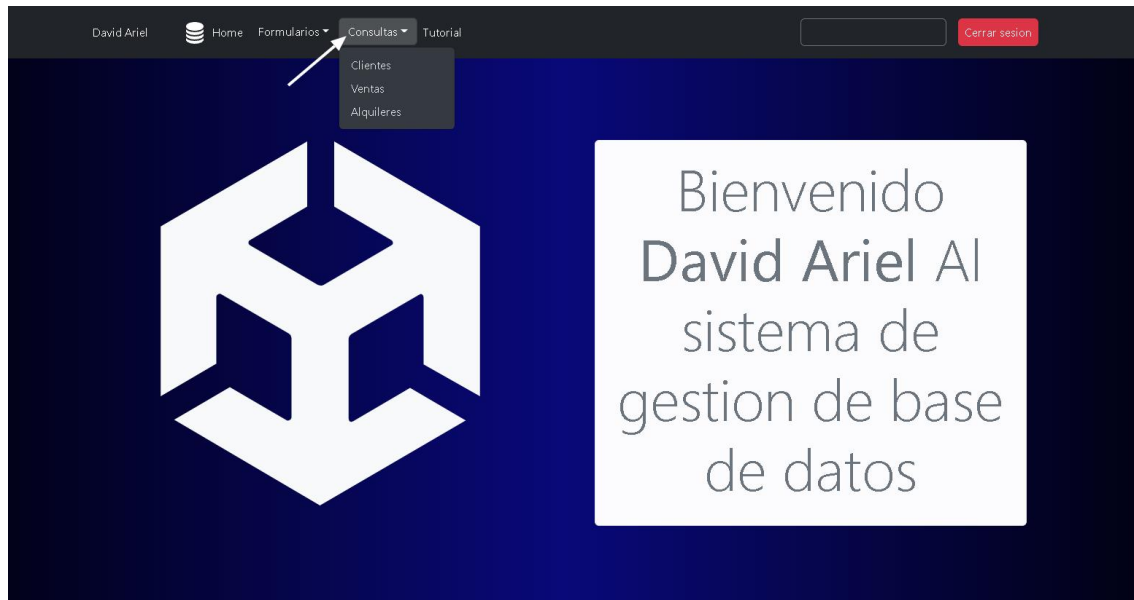 David Ariel Home Formularios Consultas Tutorial Cerrar sesion
Clientes
Ventas
Alquileres
Bienvenido
David Ariel Al
sistema de
gestion de base
de datos